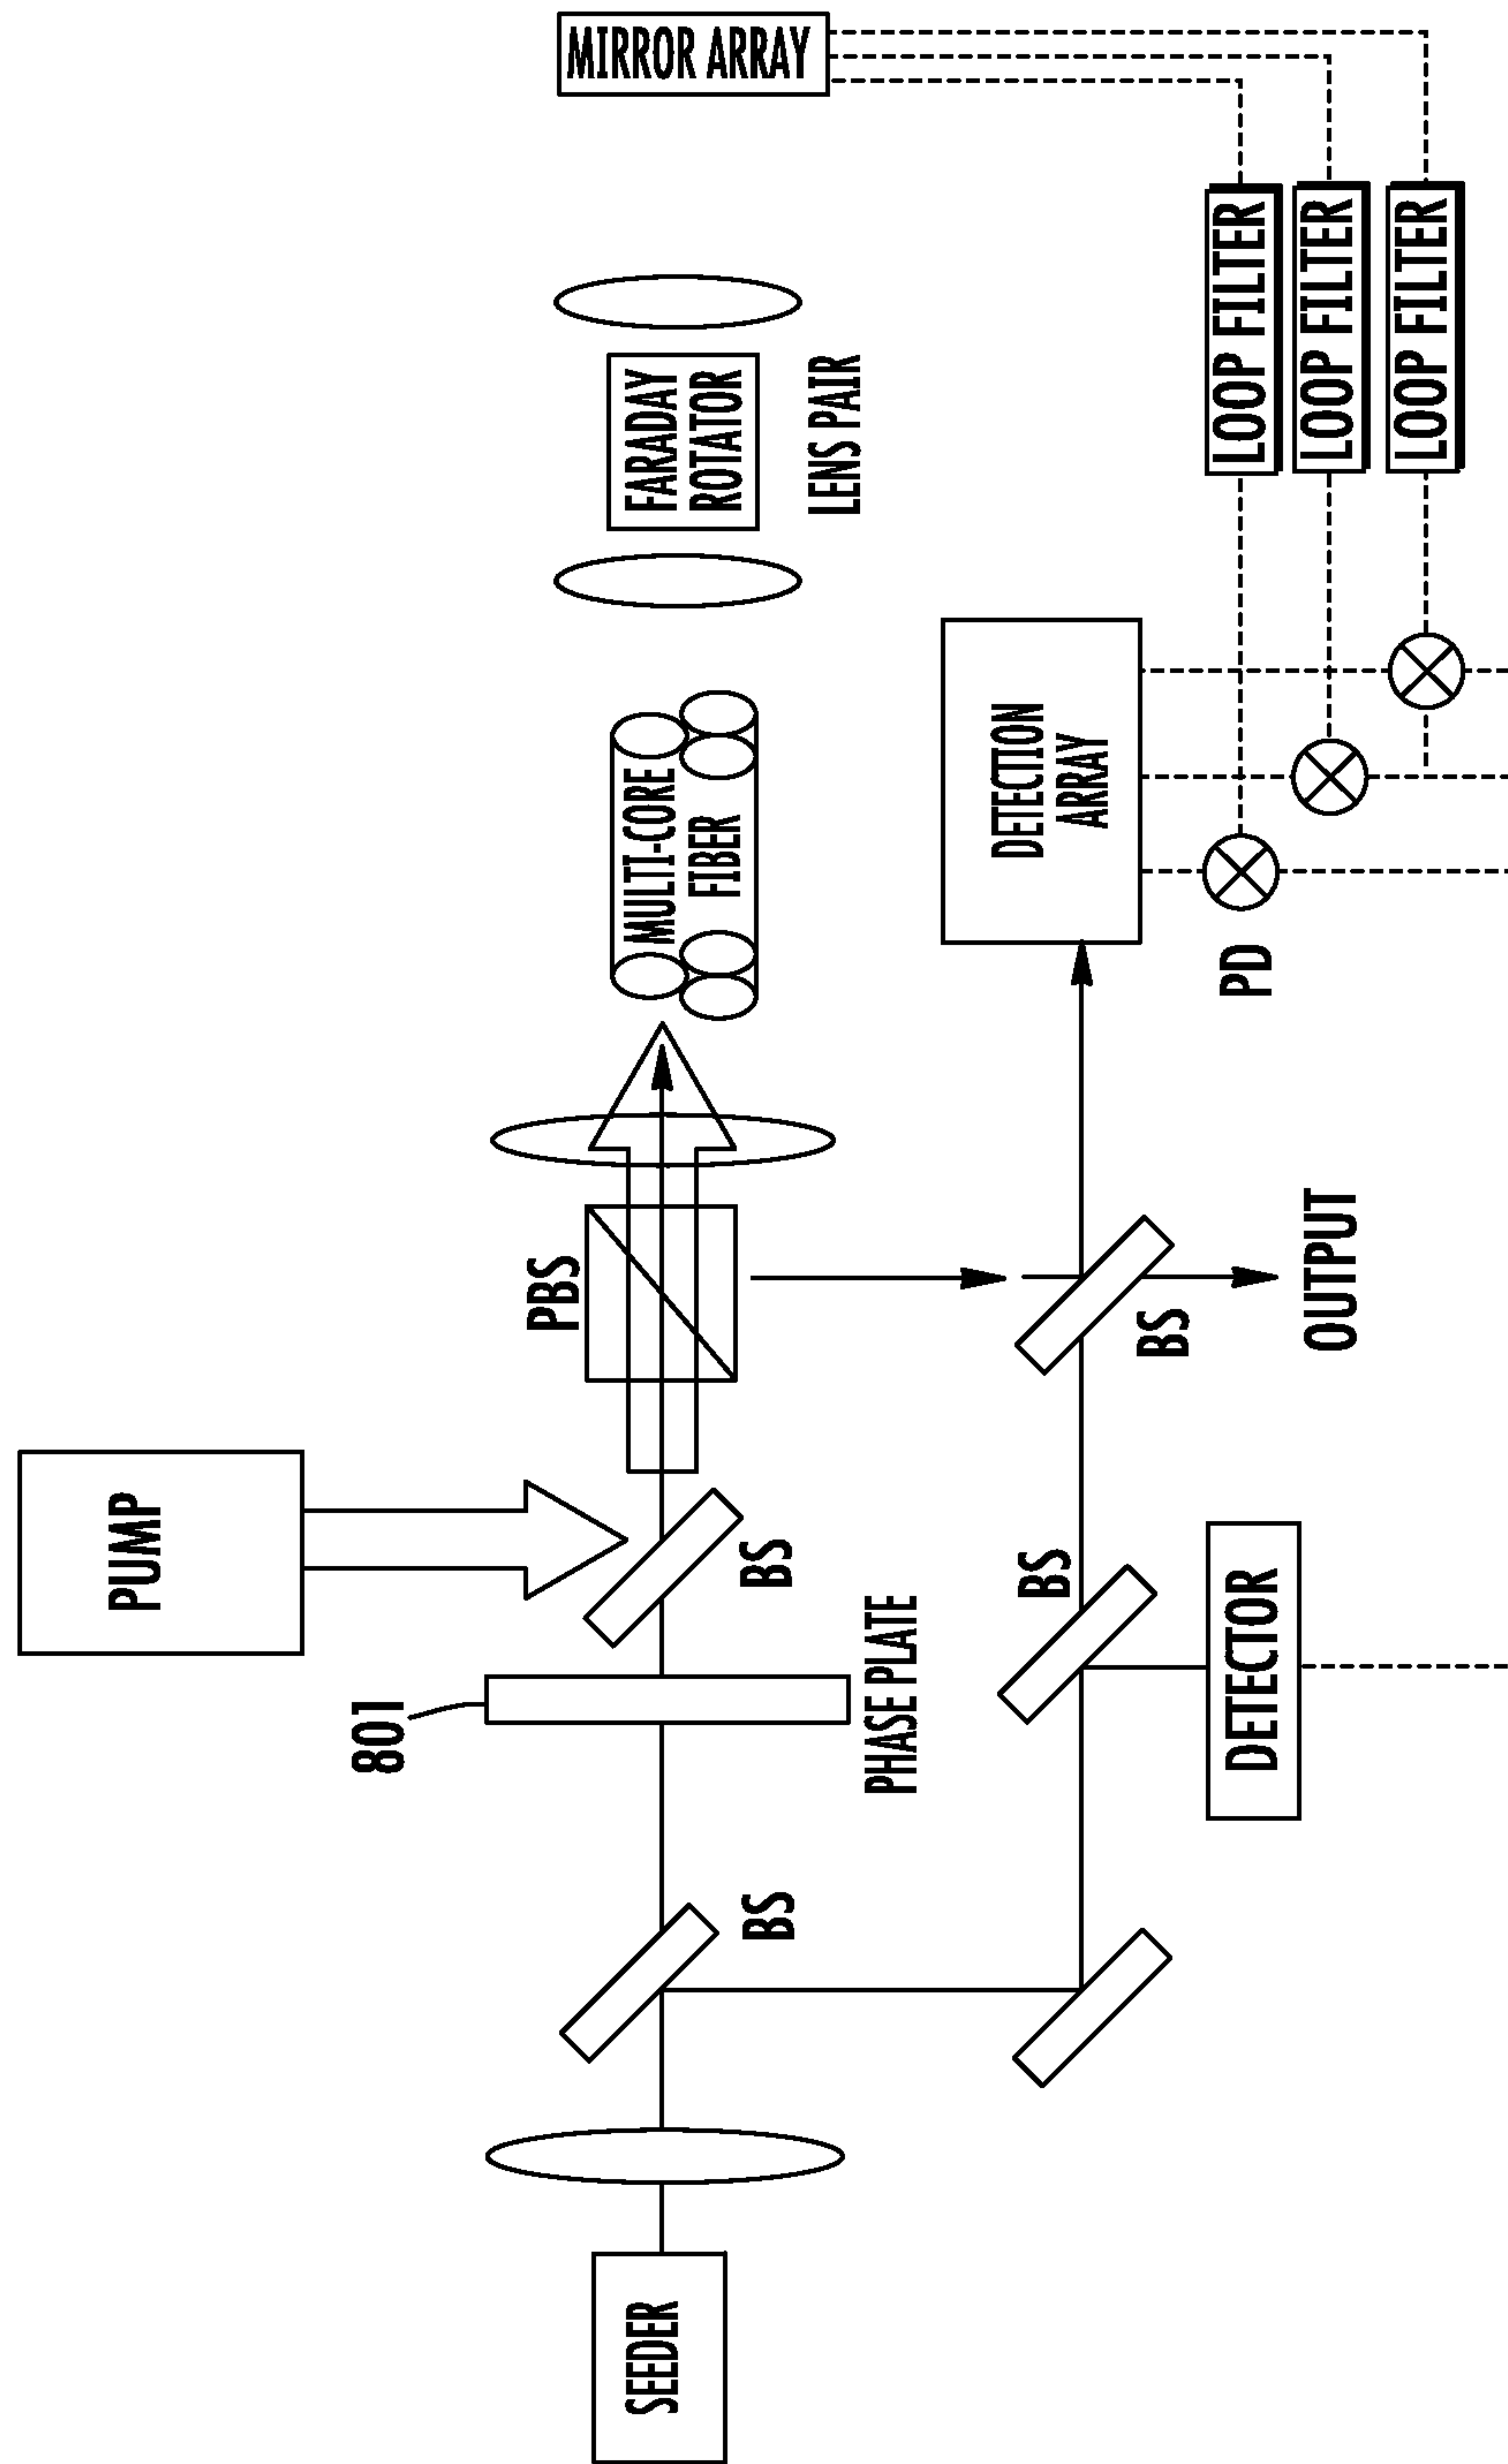 PUMP
801
PBS
SEEDER
BS
PHASE PLATE
BS
MULTI-CORE
FIBER
FARADAY
ROTATOR
LENS PAIR
MIRROR ARRAY
BS
BS
DETECTION
ARRAY
DETECTOR
OUTPUT
PD
LOOP FILTER
LOOP FILTER
LOOP FILTER